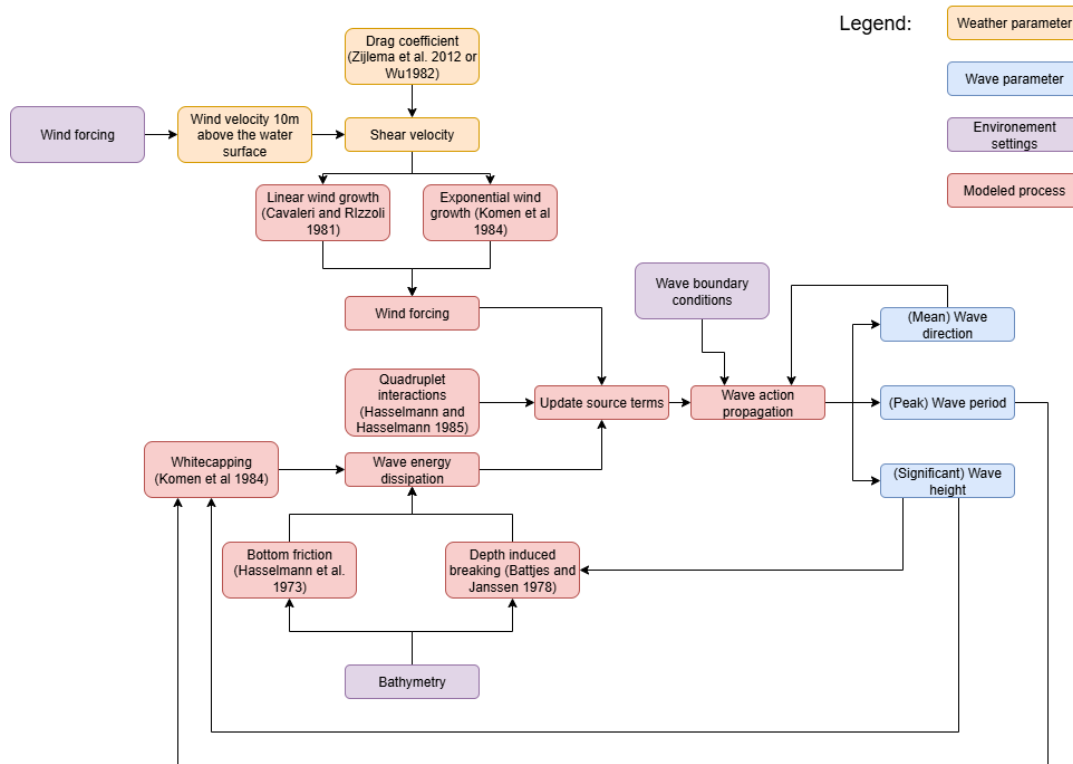 Legend:
Weather parameter
Wave parameter
Environement
settings
Modeled process
Drag coefficient
(Zijlema et al. 2012 or
Wu1982)
Wind forcing
Wind velocity 10m
above the water
surface
Shear velocity
Linear wind growth
(Cavaleri and RIzzoli
1981)
Exponential wind
growth (Komen et al
1984)
Wind forcing
Wave boundary
conditions
(Mean) Wave
direction
Quadruplet
interactions
(Hasselmann and
Hasselmann 1985)
Update source terms
Wave action
propagation
(Peak) Wave period
Whitecapping
(Komen et al 1984)
Wave energy
dissipation
(Significant) Wave
height
Bottom friction
(Hasselmann et al.
1973)
Depth induced
breaking (Battjes and
Janssen 1978)
Bathymetry